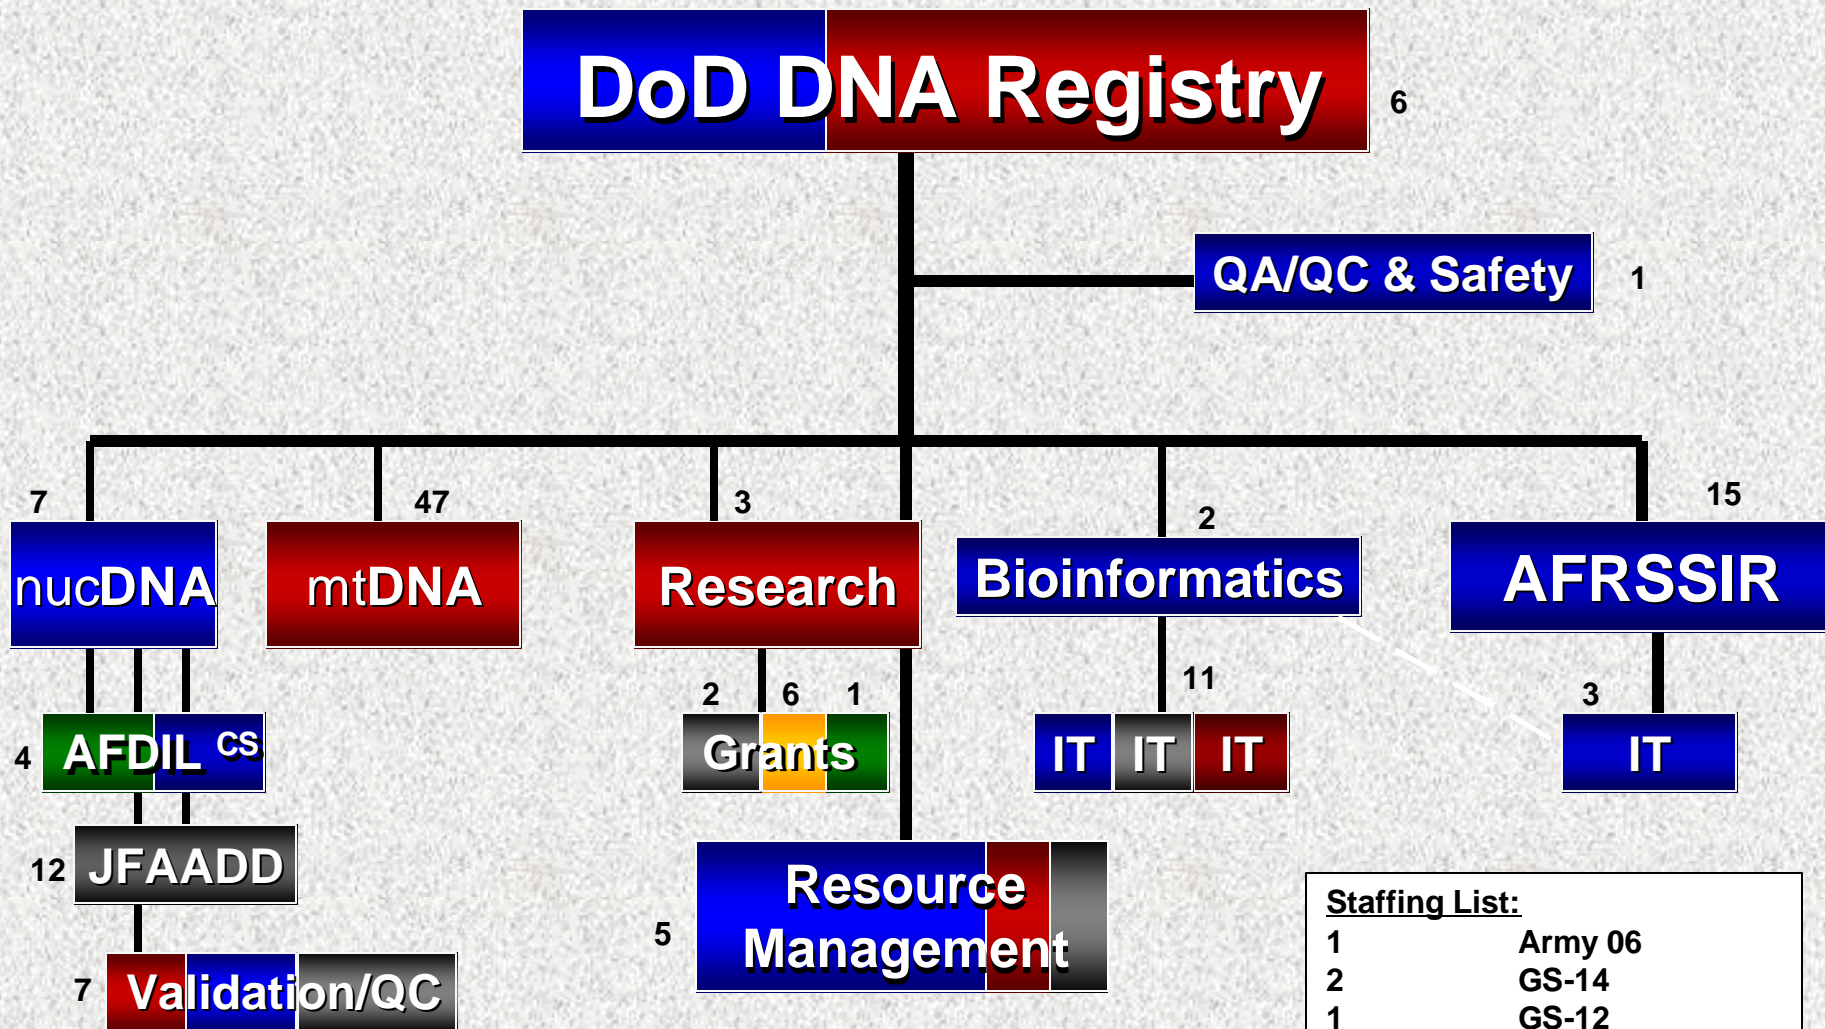 DoD DNA Registry
6
QA/QC & Safety
1
7
47
3
2
15
nucDNA
mtDNA
Research
Bioinformatics
AFRSSIR
2
6
1
11
3
4
AFDIL CS
Grants
IT
IT
IT
IT
12
JFAADD
5
Resource
Management
7
Validation/QC
Staffing List:
1 Army 06
2 GS-14
1 GS-12